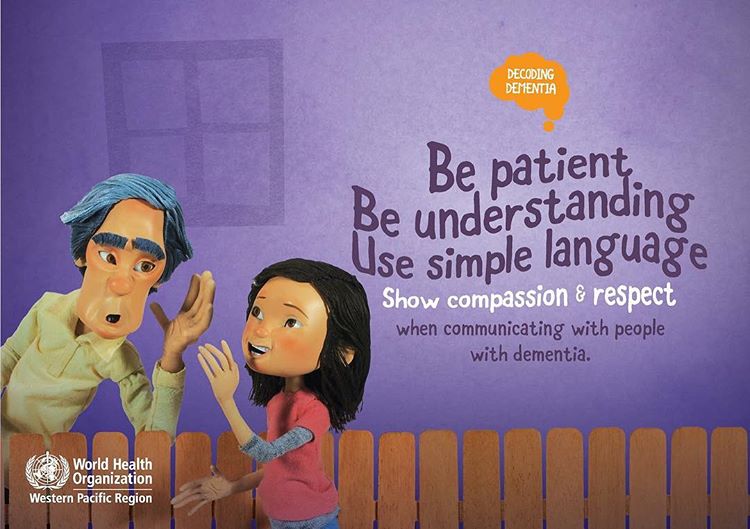 DECODING
DEMENTIA
Be patient
Be understanding
Use simple language
Show compassion & respect
when communicating with people
with dementia.
World Health
Organization
Western Pacific Region